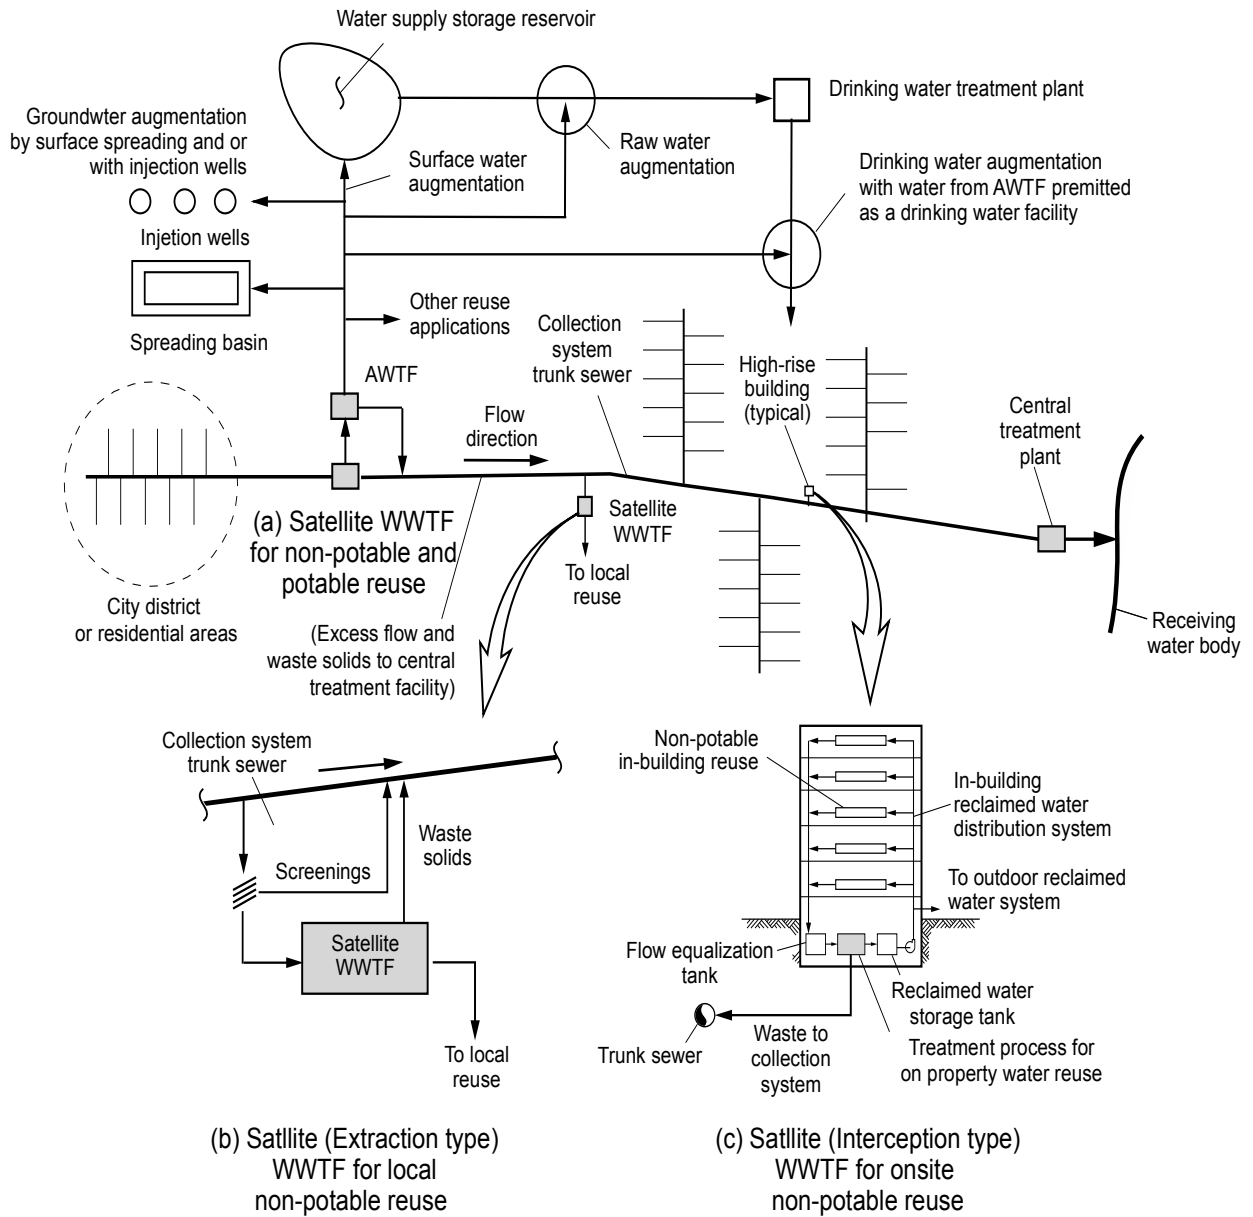 Water supply storage reservoir
Groundwter augmentation
by surface spreading and or
with injection wells
Surface water
augmentation
Raw water
augmentation
Drinking water treatment plant
Drinking water augmentation
with water from AWTF premitted
as a drinking water facility
Injetion wells
Spreading basin
Other reuse
applications
AWTF
Flow
direction
Collection
system
trunk sewer
High-rise
building
(typical)
Central
treatment
plant
(a) Satellite WWTF
for non-potable and
potable reuse
Satellite
WWTF
To local
reuse
City district
or residential areas
(Excess flow and
waste solids to central
treatment facility)
Receiving
water body
Collection system
trunk sewer
Waste
solids
Screenings
Satellite
WWTF
To local
reuse
Non-potable
in-building reuse
In-building
reclaimed water
distribution system
To outdoor reclaimed
water system
Flow equalization
tank
Reclaimed water
storage tank
Trunk sewer
Waste to
collection
system
Treatment process for
on property water reuse
(b) Satllite (Extraction type)
WWTF for local
non-potable reuse
(c) Satllite (Interception type)
WWTF for onsite
non-potable reuse